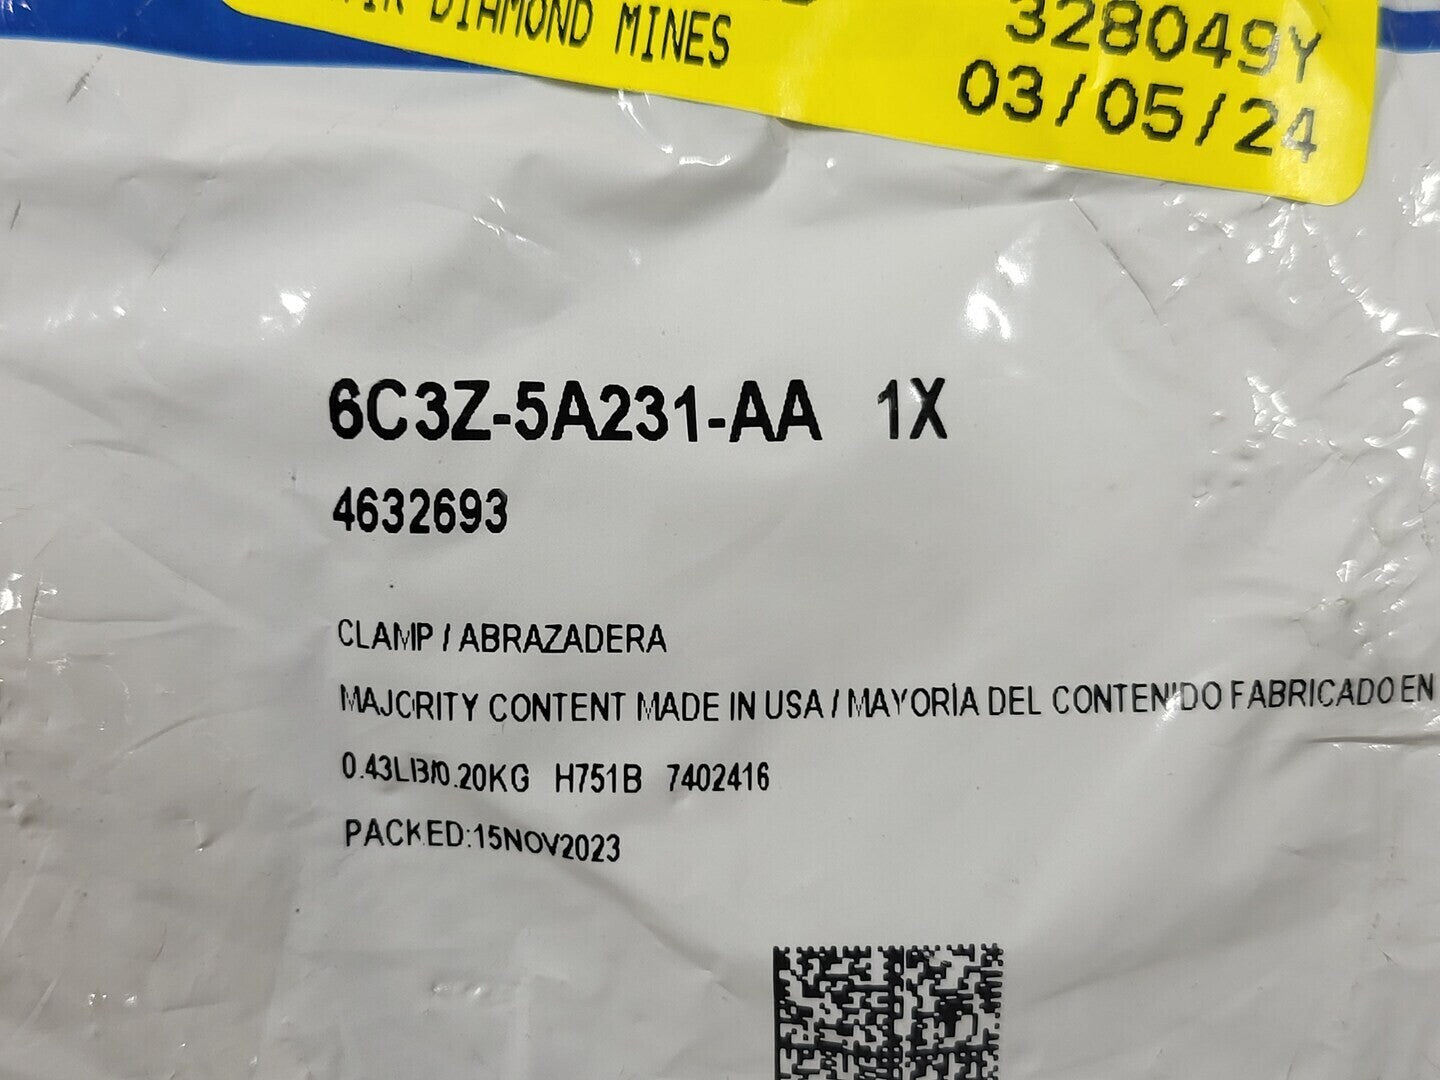 DIAMOND MINES
328049Y
03/05/24
6C3Z-5A231-AA 1X
4632693
CLAMP / ABRAZADERA
MAJORITY CONTENT MADE IN USA / MAYORÍA DEL CONTENIDO FABRICADO EN
0.43LB/0.20KG H751B 7402416
PACKED:15NOV2023